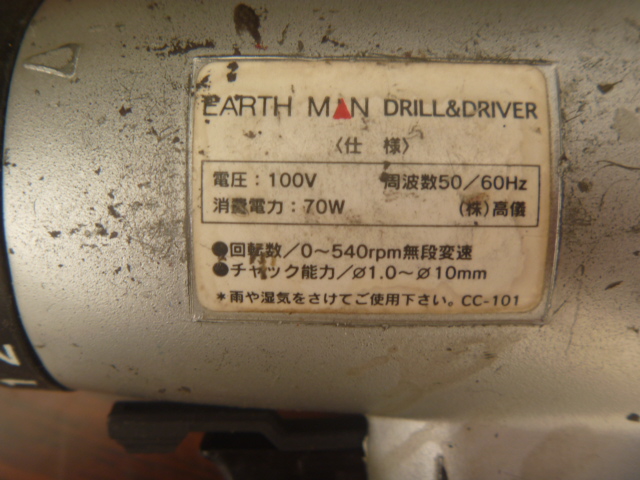 EARTH MAN DRILL&DRIVER
〈仕 様〉
電圧：100V 周波数50／60Hz
消費電力：70W (株)高儀
●回転数／0～540rpm無段変速
●チャック能力／ø1.0～ø10mm
＊雨や湿気をさけてご使用下さい。CC-101
1 2